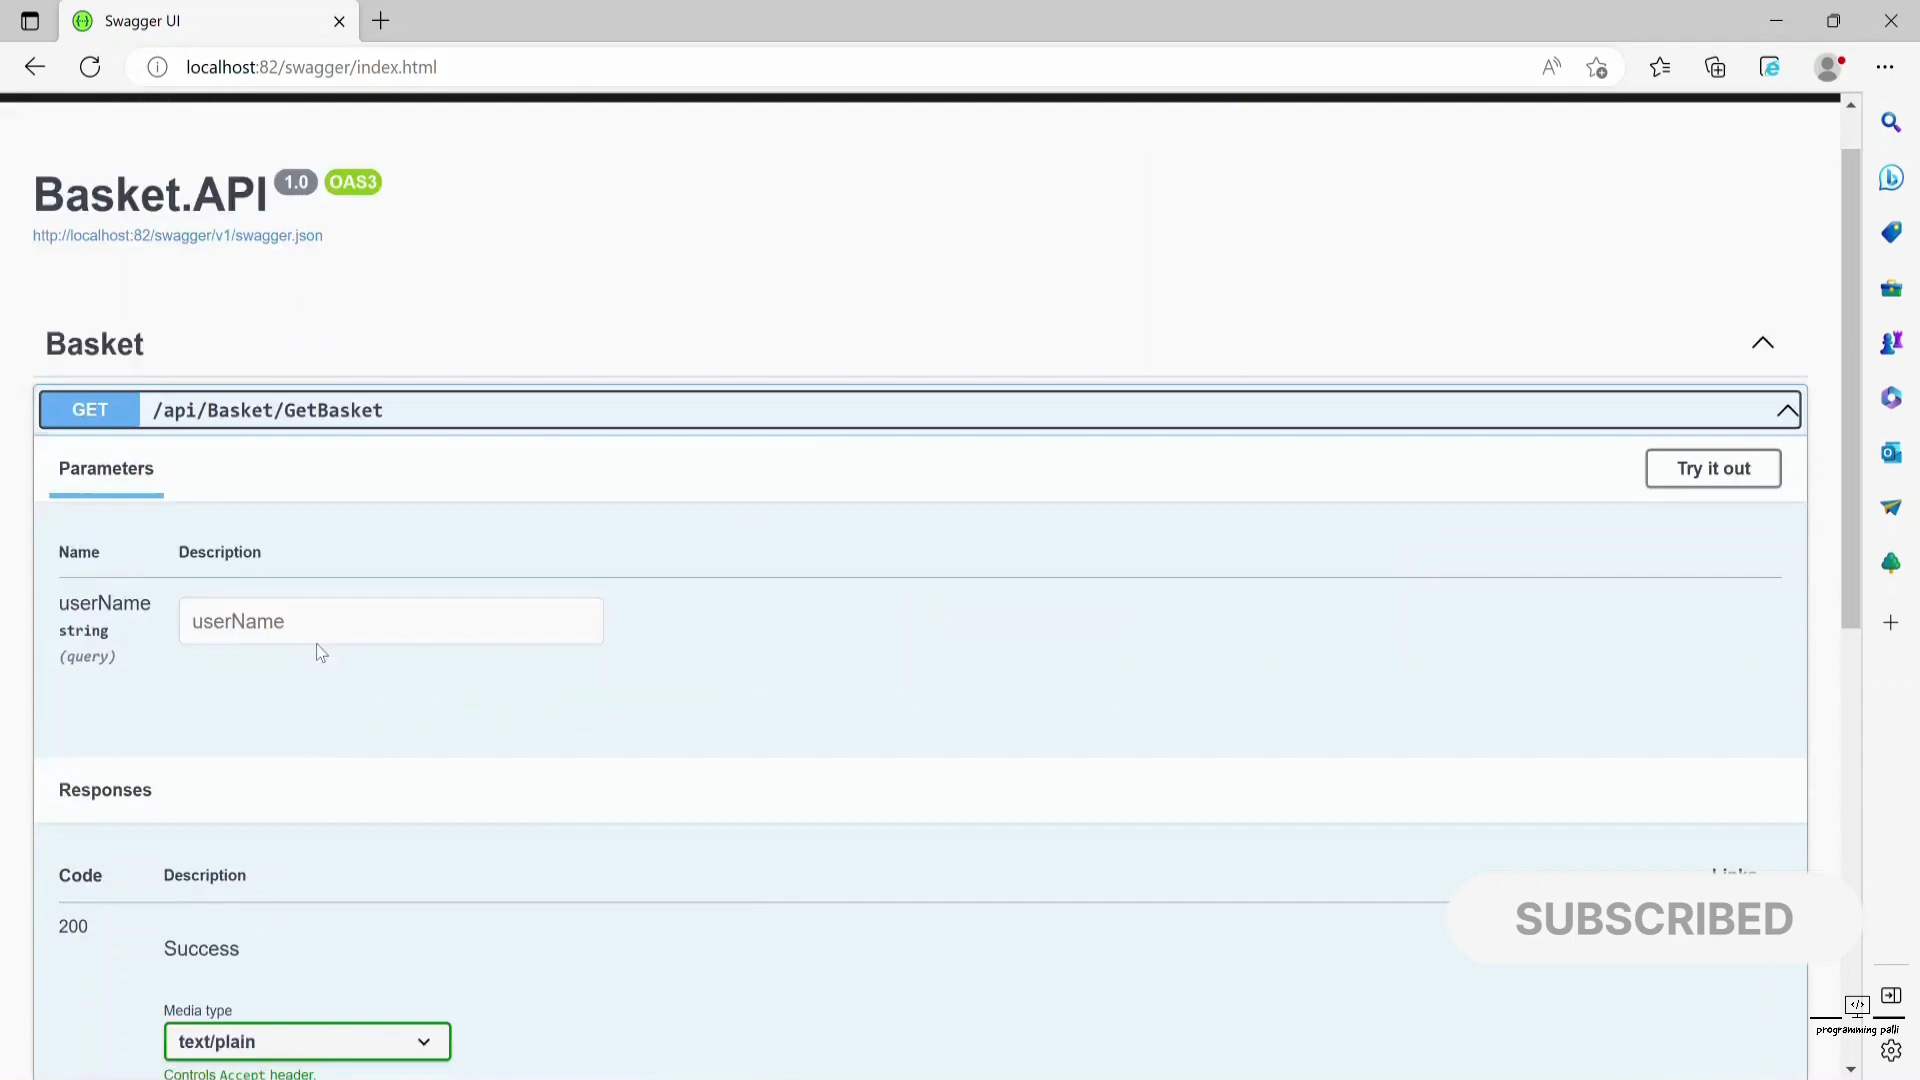 Swagger UI
localhost:82/swagger/index.html
Basket.API 1.0 OAS3
http://localhost:82/swagger/v1/swagger.json
Basket
GET /api/Basket/GetBasket
Parameters
Try it out
Name Description
userName
string
(query)
userName
Responses
Code Description Links
200
Success
SUBSCRIBED
Media type
text/plain
Controls Accept header.
programming palli